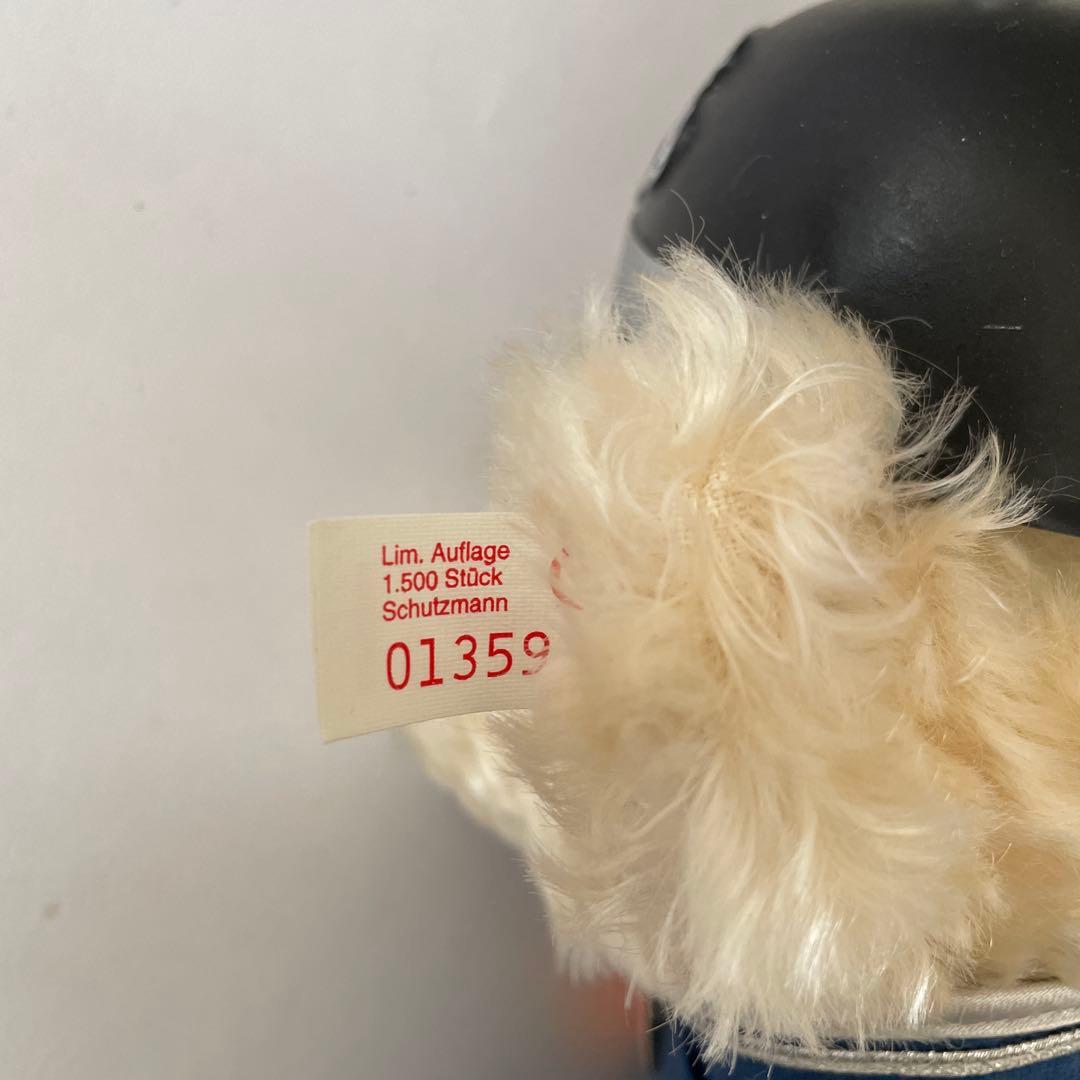 Lim. Auflage
1.500 Stück
Schutzmann
01359